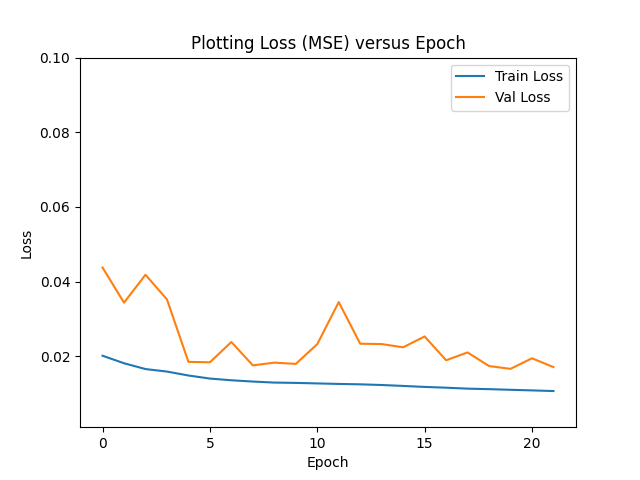 Plotting Loss (MSE) versus Epoch
0.10
Train Loss
Val Loss
0.08
0.06
Loss
0.04
0.02
0 5 10 15 20
Epoch